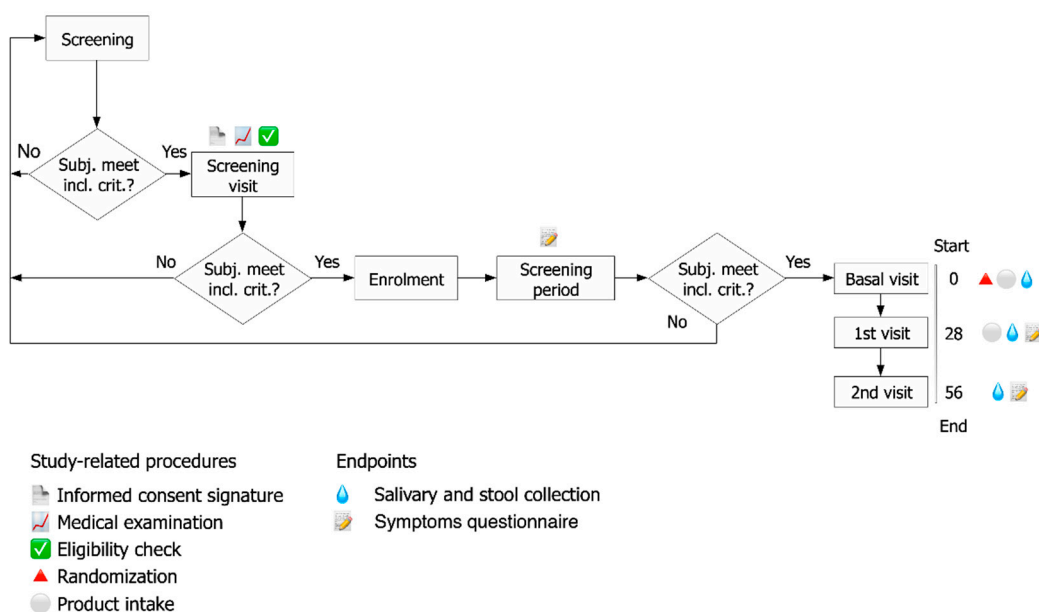 Screening
No
Subj. meet
incl. crit.?
Yes
Screening
visit
No
Subj. meet
incl. crit.?
Yes
Enrolment
Screening
period
Subj. meet
incl. crit.?
Yes
No
Start
Basal visit
0
1st visit
28
2nd visit
56
End
Study-related procedures
Informed consent signature
Medical examination
Eligibility check
Randomization
Product intake
Endpoints
Salivary and stool collection
Symptoms questionnaire